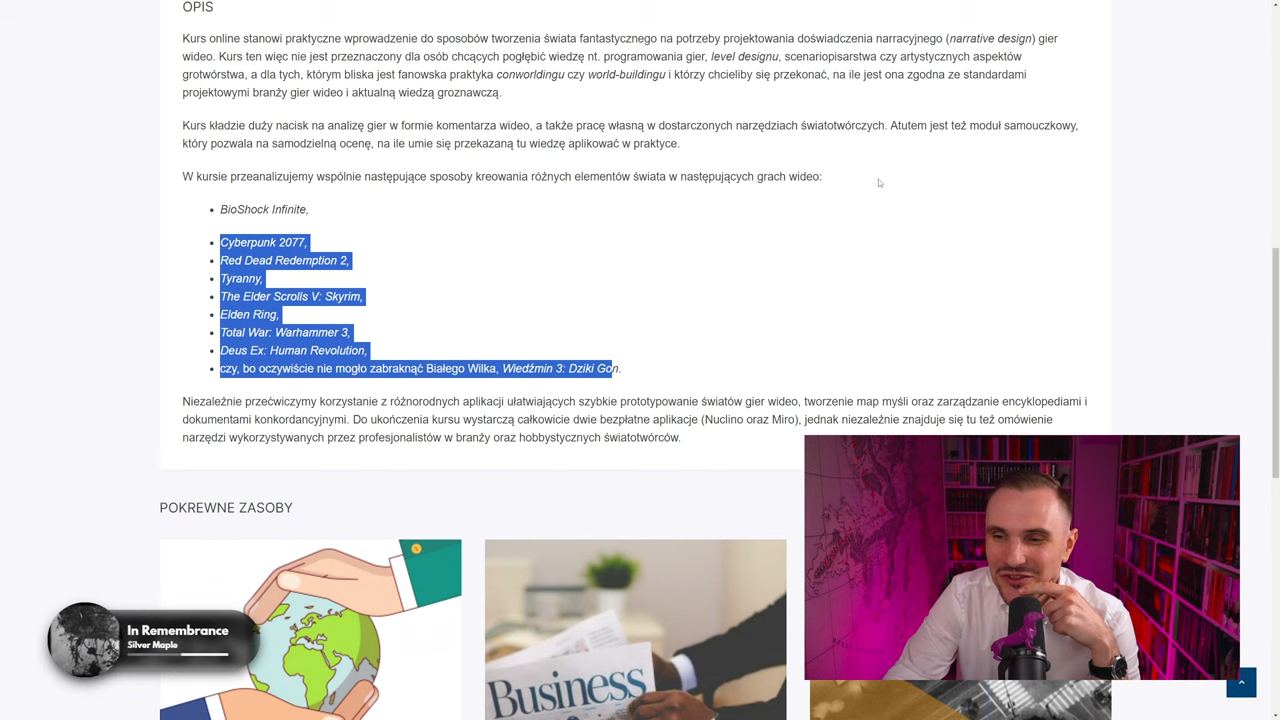 OPIS
Kurs online stanowi praktyczne wprowadzenie do sposobów tworzenia świata fantastycznego na potrzeby projektowania doświadczenia narracyjnego (narrative design) gier
wideo. Kurs ten więc nie jest przeznaczony dla osób chcących pogłębić wiedzę nt. programowania gier, level designu, scenariopisarstwa czy artystycznych aspektów
grotwórstwa, a dla tych, którym bliska jest fanowska praktyka conworldingu czy world-buildingu i którzy chcieliby się przekonać, na ile jest ona zgodna ze standardami
projektowymi branży gier wideo i aktualną wiedzą groznawczą.
Kurs kładzie duży nacisk na analizę gier w formie komentarza wideo, a także pracę własną w dostarczonych narzędziach światotwórczych. Atutem jest też moduł samouczkowy,
który pozwala na samodzielną ocenę, na ile umie się przekazaną tu wiedzę aplikować w praktyce.
W kursie przeanalizujemy wspólnie następujące sposoby kreowania różnych elementów świata w następujących grach wideo:
• BioShock Infinite,
• Cyberpunk 2077,
• Red Dead Redemption 2,
• Tyranny,
• The Elder Scrolls V: Skyrim,
• Elden Ring,
• Total War: Warhammer 3,
• Deus Ex: Human Revolution,
• czy, bo oczywiście nie mogło zabraknąć Białego Wilka, Wiedźmin 3: Dziki Gon.
Niezależnie przećwiczymy korzystanie z różnorodnych aplikacji ułatwiających szybkie prototypowanie światów gier wideo, tworzenie map myśli oraz zarządzanie encyklopediami i
dokumentami konkordancyjnymi. Do ukończenia kursu wystarczą całkowicie dwie bezpłatne aplikacje (Nuclino oraz Miro), jednak niezależnie znajduje się tu też omówienie
narzędzi wykorzystywanych przez profesjonalistów w branży oraz hobbystycznych światotwórców.
POKREWNE ZASOBY
In Remembrance
Silver Maple
Business